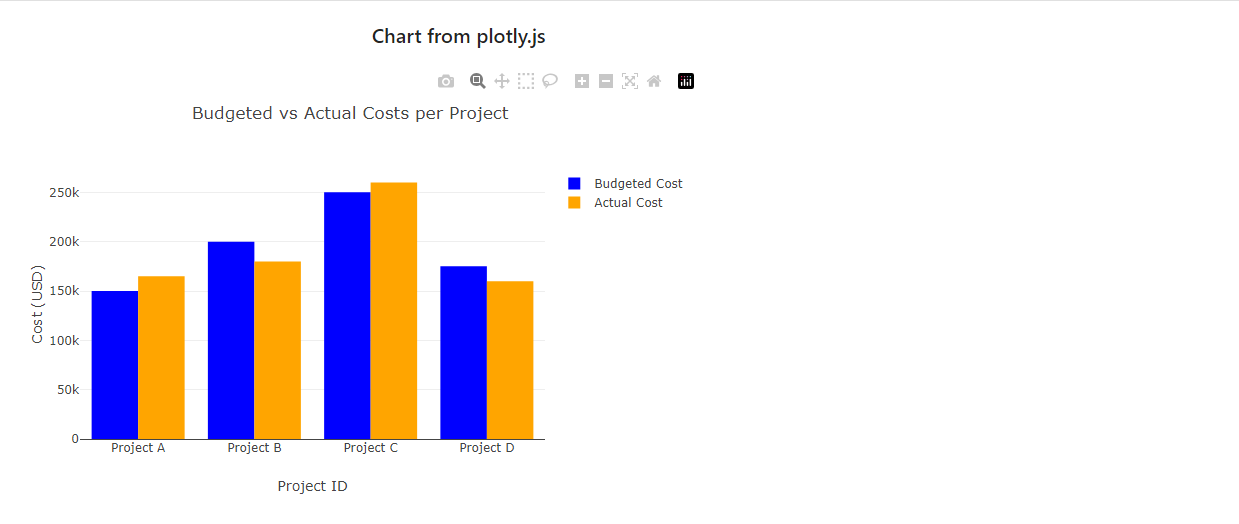 Chart from plotly.js
Budgeted vs Actual Costs per Project
Budgeted Cost
Actual Cost
250k
200k
150k
100k
50k
0
Cost (USD)
Project A
Project B
Project C
Project D
Project ID